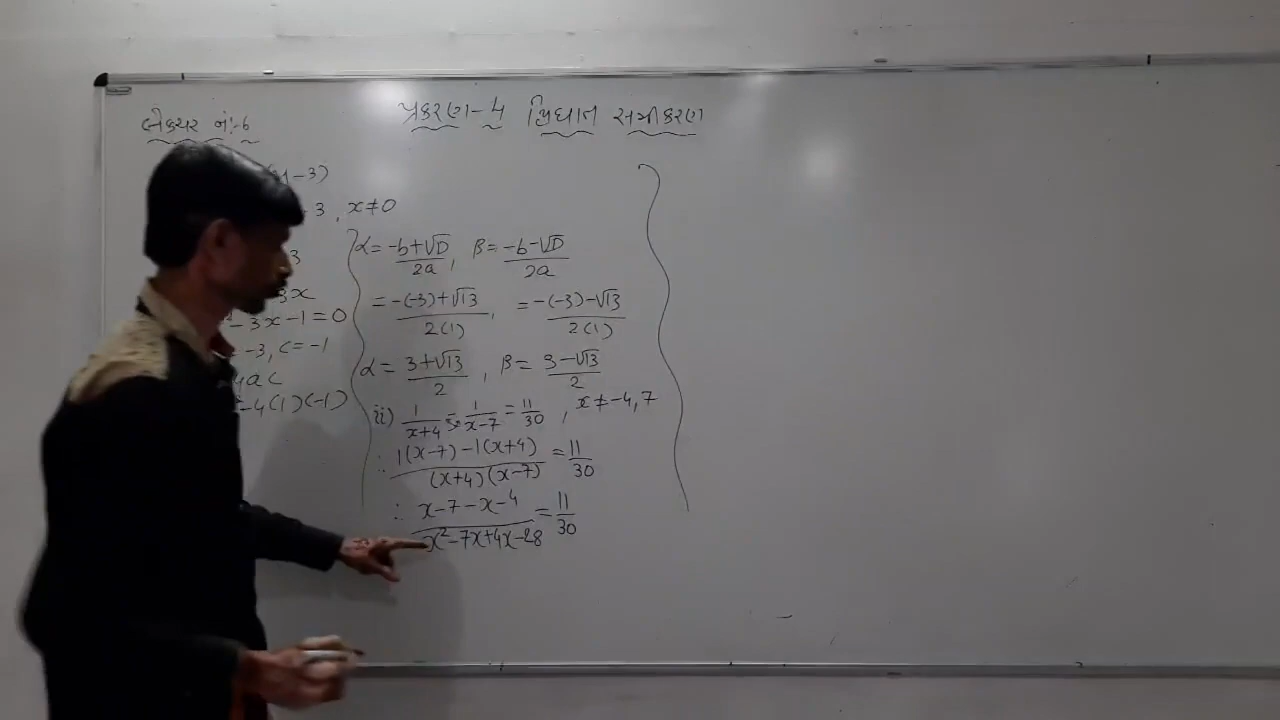 લેક્ચર નં:-6
પ્રકરણ-4 દ્વિઘાત સમીકરણ
-3)
3, x≠0
3
3x
-3x-1=0
-3, c=-1
4ac
-4(1)(-1)
α = (-b+√D)/2a, β = (-b-√D)/2a
= (-(-3)+√13)/2(1), = (-(-3)-√13)/2(1)
α = (3+√13)/2, β = (3-√13)/2
ii) 1/(x+4) - 1/(x-7) = 11/30, x≠-4,7
∴ (1(x-7)-1(x+4))/((x+4)(x-7)) = 11/30
∴ (x-7-x-4)/(x²-7x+4x-28) = 11/30